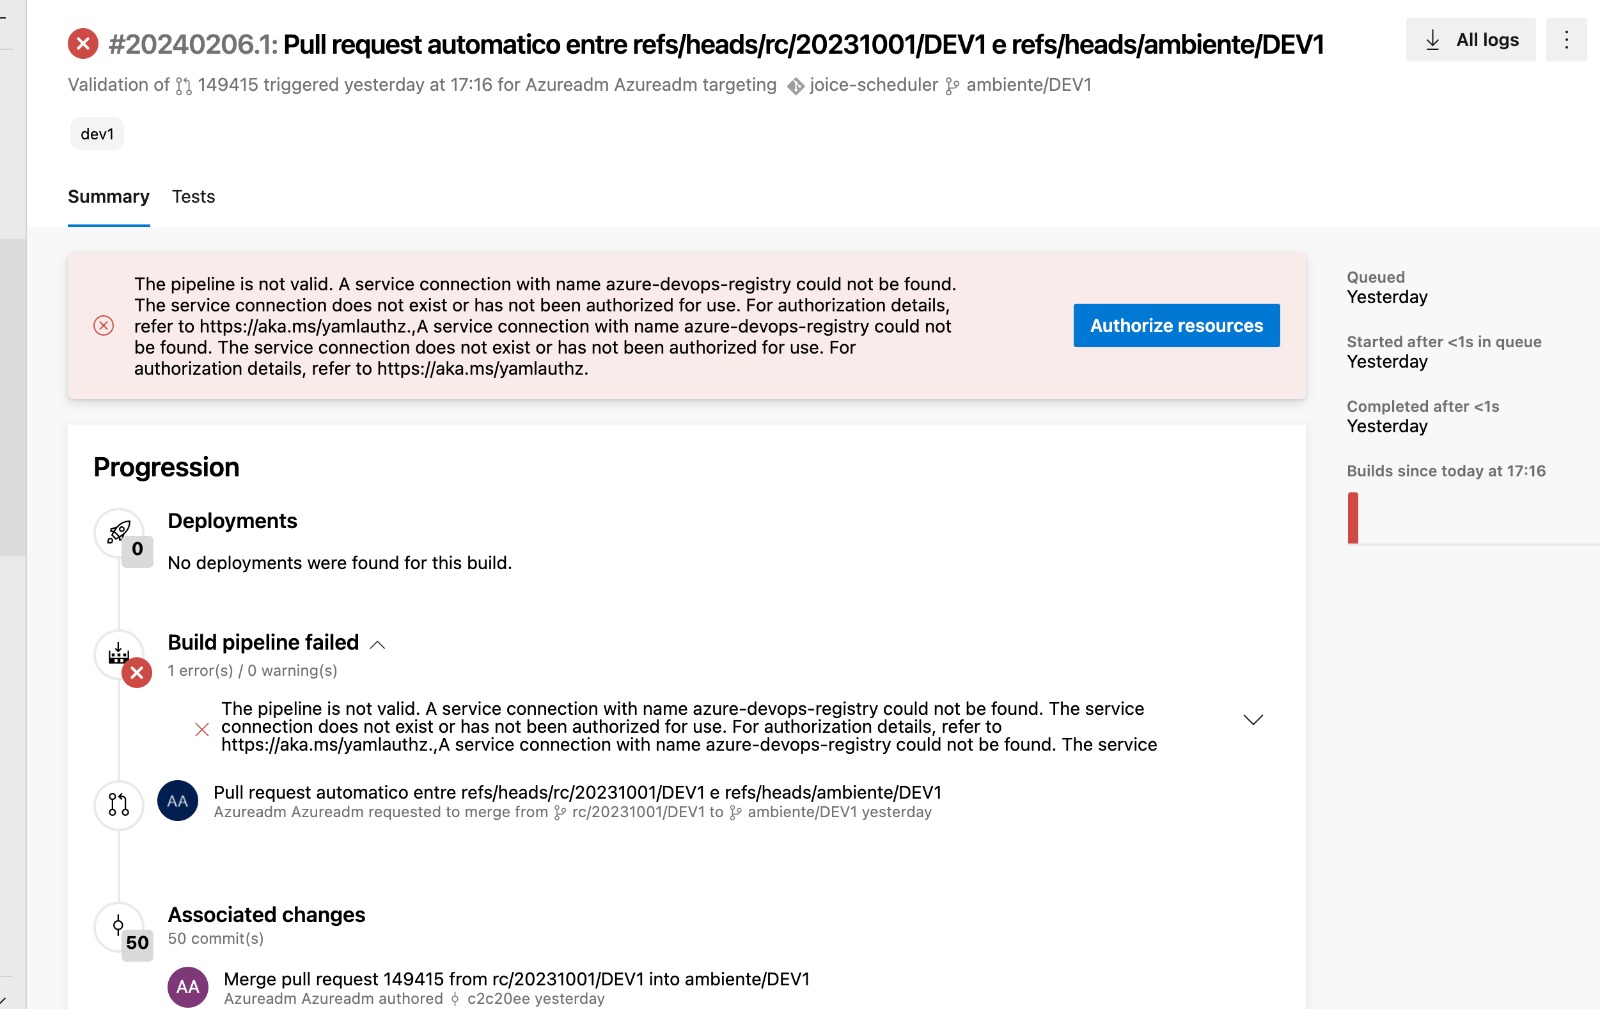 #20240206.1: Pull request automatico entre refs/heads/rc/20231001/DEV1 e refs/heads/ambiente/DEV1
All logs
Validation of 149415 triggered yesterday at 17:16 for Azureadm Azureadm targeting joice-scheduler ambiente/DEV1
dev1
Summary Tests
The pipeline is not valid. A service connection with name azure-devops-registry could not be found.
The service connection does not exist or has not been authorized for use. For authorization details,
refer to https://aka.ms/yamlauthz.,A service connection with name azure-devops-registry could not
be found. The service connection does not exist or has not been authorized for use. For
authorization details, refer to https://aka.ms/yamlauthz.
Authorize resources
Queued
Yesterday
Started after <1s in queue
Yesterday
Completed after <1s
Yesterday
Builds since today at 17:16
Progression
Deployments
0
No deployments were found for this build.
Build pipeline failed
1 error(s) / 0 warning(s)
The pipeline is not valid. A service connection with name azure-devops-registry could not be found. The service
connection does not exist or has not been authorized for use. For authorization details, refer to
https://aka.ms/yamlauthz.,A service connection with name azure-devops-registry could not be found. The service
AA
Pull request automatico entre refs/heads/rc/20231001/DEV1 e refs/heads/ambiente/DEV1
Azureadm Azureadm requested to merge from rc/20231001/DEV1 to ambiente/DEV1 yesterday
Associated changes
50
50 commit(s)
AA
Merge pull request 149415 from rc/20231001/DEV1 into ambiente/DEV1
Azureadm Azureadm authored c2c20ee yesterday